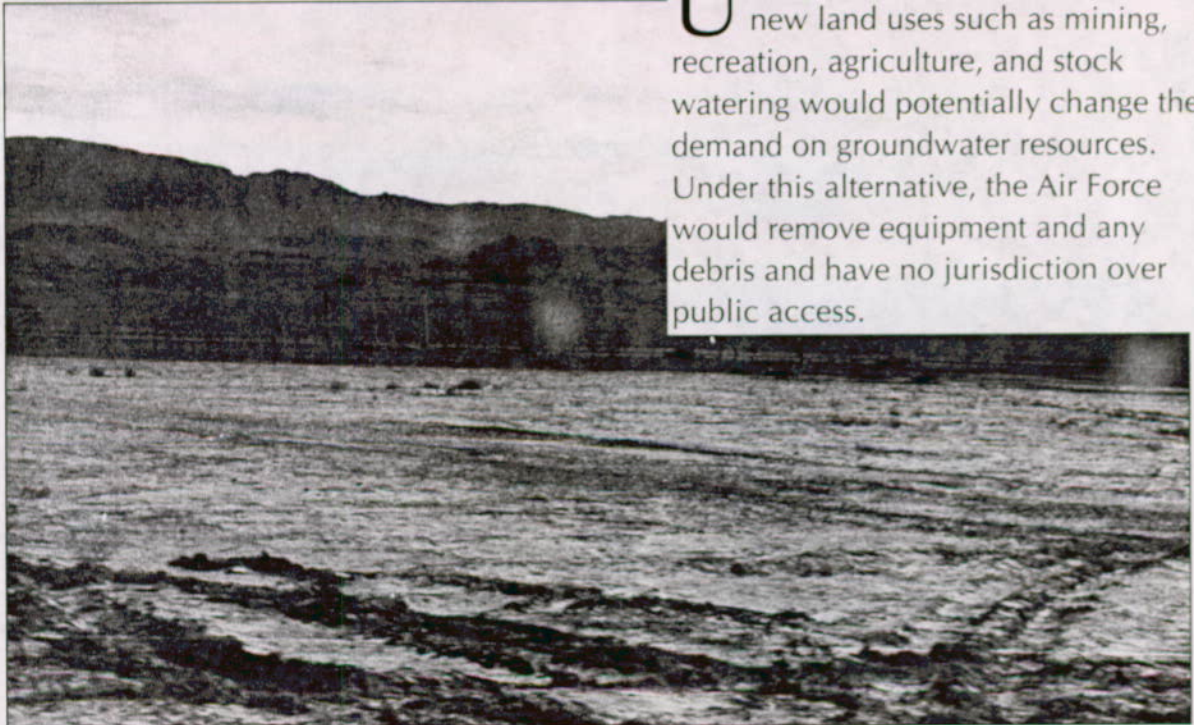 U new land uses such as mining,
recreation, agriculture, and stock
watering would potentially change the
demand on groundwater resources.
Under this alternative, the Air Force
would remove equipment and any
debris and have no jurisdiction over
public access.